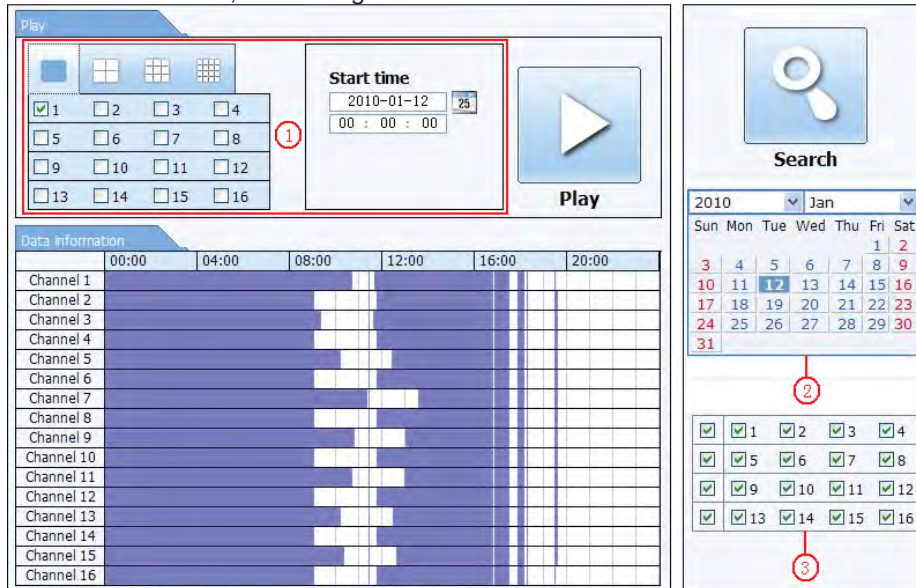 Play
1 2 3 4
5 6 7 8
9 10 11 12
13 14 15 16
1
Start time
2010-01-12 25
00 : 00 : 00
Play
Data information
00:00 04:00 08:00 12:00 16:00 20:00
Channel 1
Channel 2
Channel 3
Channel 4
Channel 5
Channel 6
Channel 7
Channel 8
Channel 9
Channel 10
Channel 11
Channel 12
Channel 13
Channel 14
Channel 15
Channel 16
Search
2010 Jan
Sun Mon Tue Wed Thu Fri Sat
1 2
3 4 5 6 7 8 9
10 11 12 13 14 15 16
17 18 19 20 21 22 23
24 25 26 27 28 29 30
31
2
1 2 3 4
5 6 7 8
9 10 11 12
13 14 15 16
3